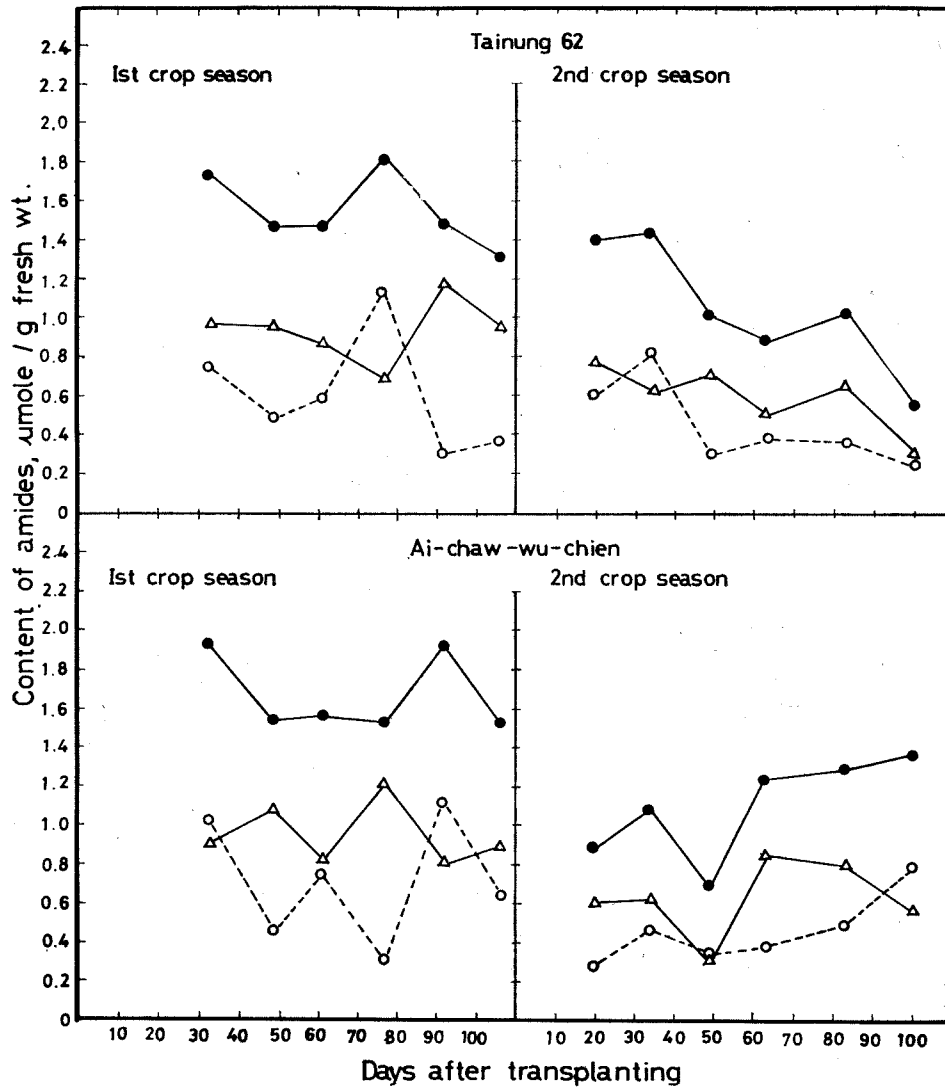 Tainung 62
Ist crop season
2nd crop season
2.4
2.2
2.0
1.8
1.6
1.4
1.2
1.0
0.8
0.6
0.4
0.2
0
Content of amides, μmole / g fresh wt.
Ai-chaw-wu-chien
Ist crop season
2nd crop season
2.4
2.2
2.0
1.8
1.6
1.4
1.2
1.0
0.8
0.6
0.4
0.2
0
10 20 30 40 50 60 70 80 90 100 10 20 30 40 50 60 70 80 90 100
Days after transplanting